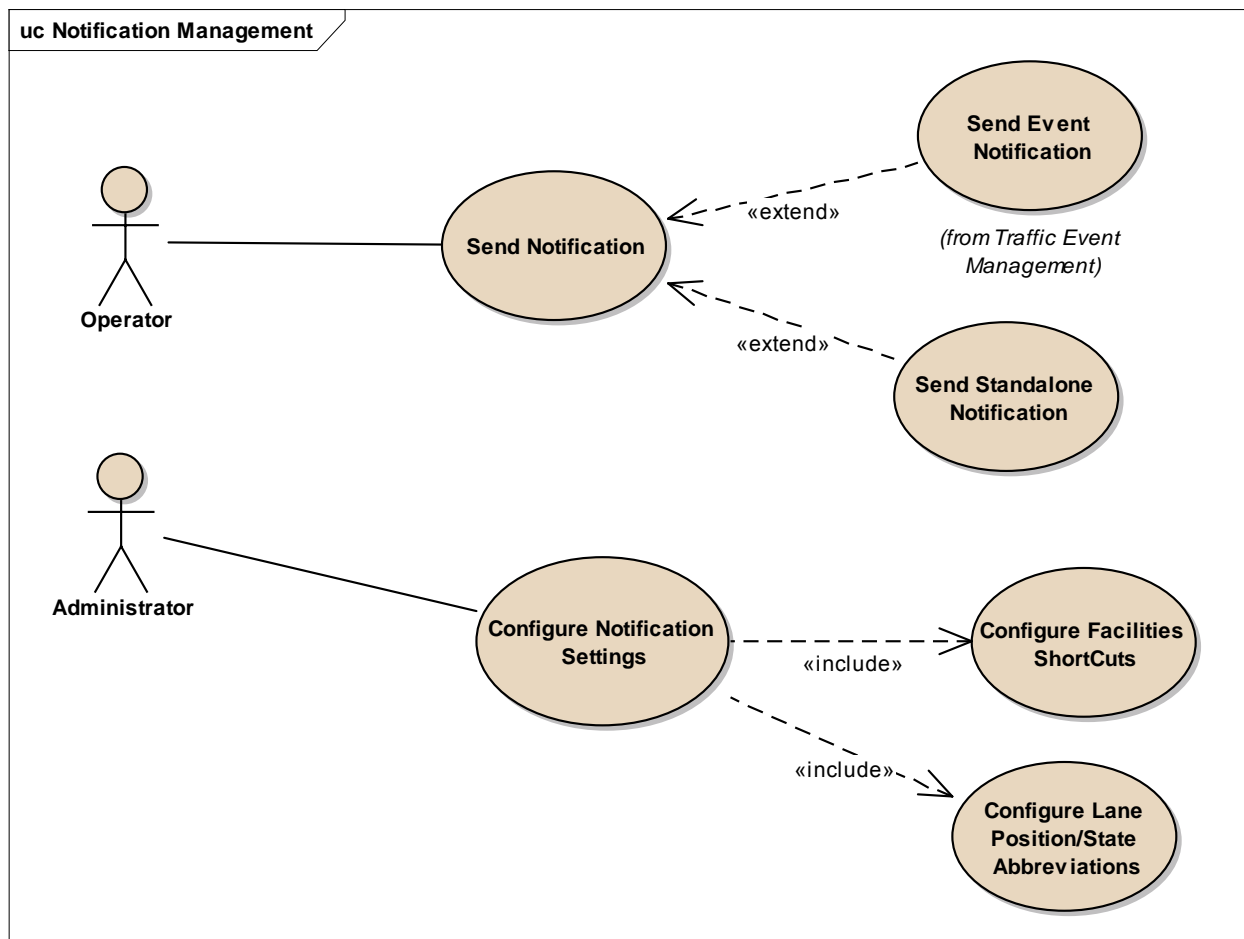 uc Notification Management
Send Event
Notification
«extend»
(from Traffic Event
Management)
Send Notification
Operator
«extend»
Send Standalone
Notification
Administrator
Configure Notification
Settings
«include»
Configure Facilities
ShortCuts
«include»
Configure Lane
Position/State
Abbreviations